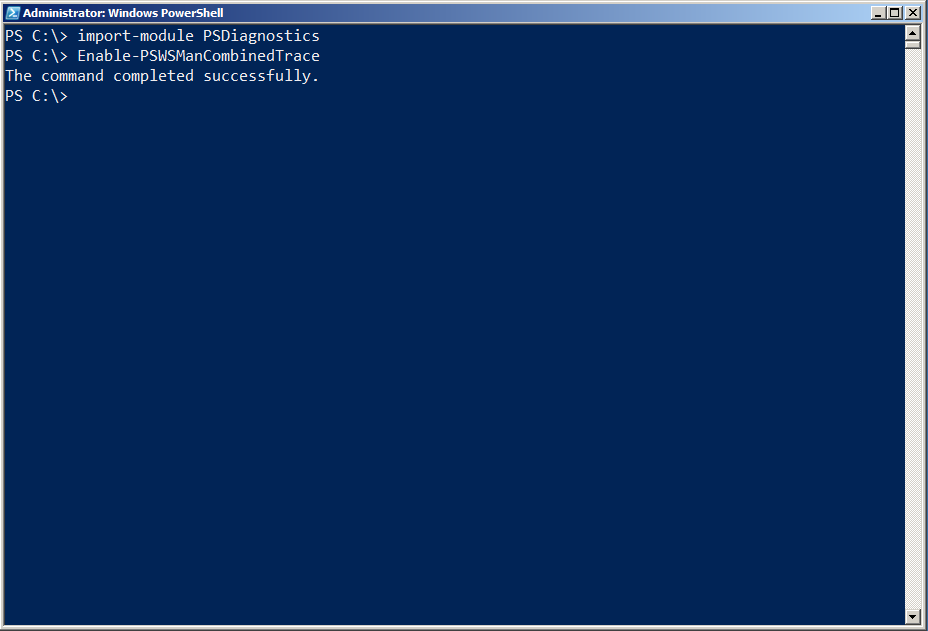 Administrator: Windows PowerShell
PS C:\> import-module PSDiagnostics
PS C:\> Enable-PSWSManCombinedTrace
The command completed successfully.
PS C:\>